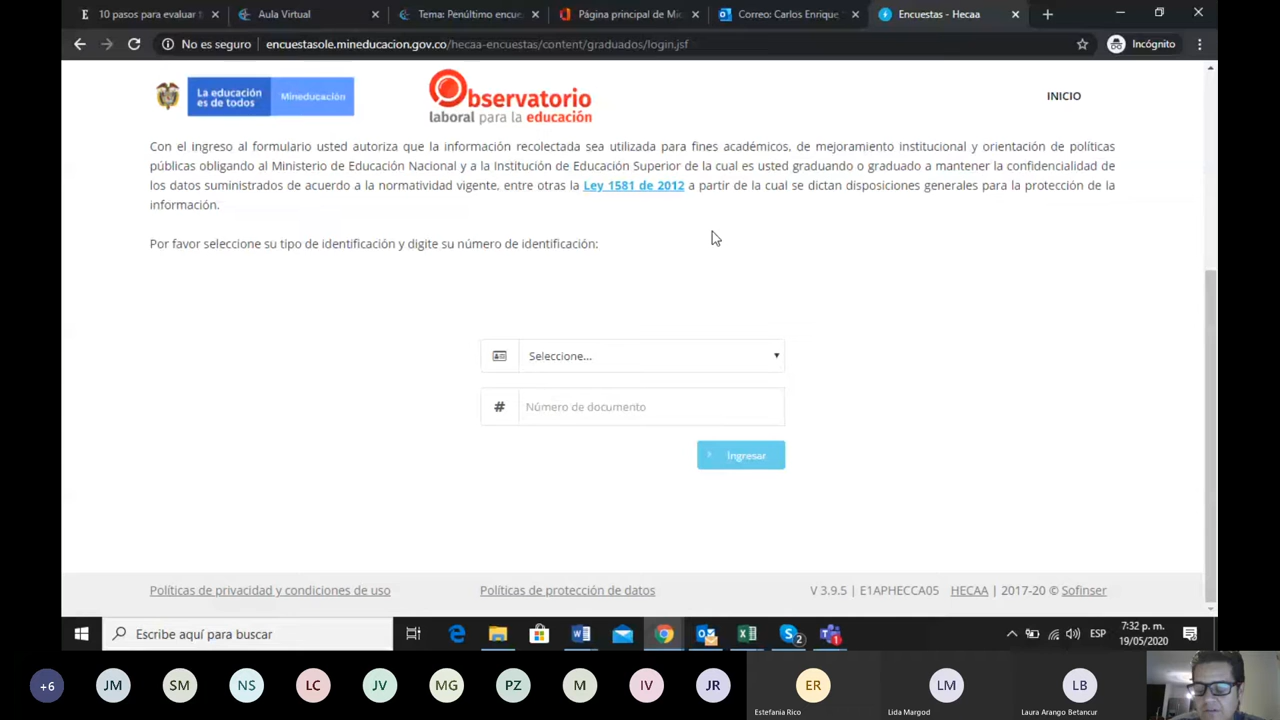 10 pasos para evaluar
Aula Virtual
Tema: Penúltimo encue
Página principal de Mic
Correo: Carlos Enrique
Encuestas - Hecaa
No es seguro
encuestasole.mineducacion.gov.co/hecaa-encuestas/content/graduados/login.jsf
Incógnito
La educación
es de todos
Mineducación
Observatorio
laboral para la educación
INICIO
Con el ingreso al formulario usted autoriza que la información recolectada sea utilizada para fines académicos, de mejoramiento institucional y orientación de políticas
públicas obligando al Ministerio de Educación Nacional y a la Institución de Educación Superior de la cual es usted graduando o graduado a mantener la confidencialidad de
los datos suministrados de acuerdo a la normatividad vigente, entre otras la Ley 1581 de 2012 a partir de la cual se dictan disposiciones generales para la protección de la
información.
Por favor seleccione su tipo de identificación y digite su número de identificación:
Seleccione...
# Número de documento
Ingresar
Políticas de privacidad y condiciones de uso
Políticas de protección de datos
V 3.9.5 | E1APHECCA05 HECAA | 2017-20 © Sofinser
Escribe aquí para buscar
2
1
ESP
7:32 p. m.
19/05/2020
+6
JM
SM
NS
LC
JV
MG
PZ
M
IV
JR
ER
LM
LB
Estefania Rico
Lida Margod
Laura Arango Betancur